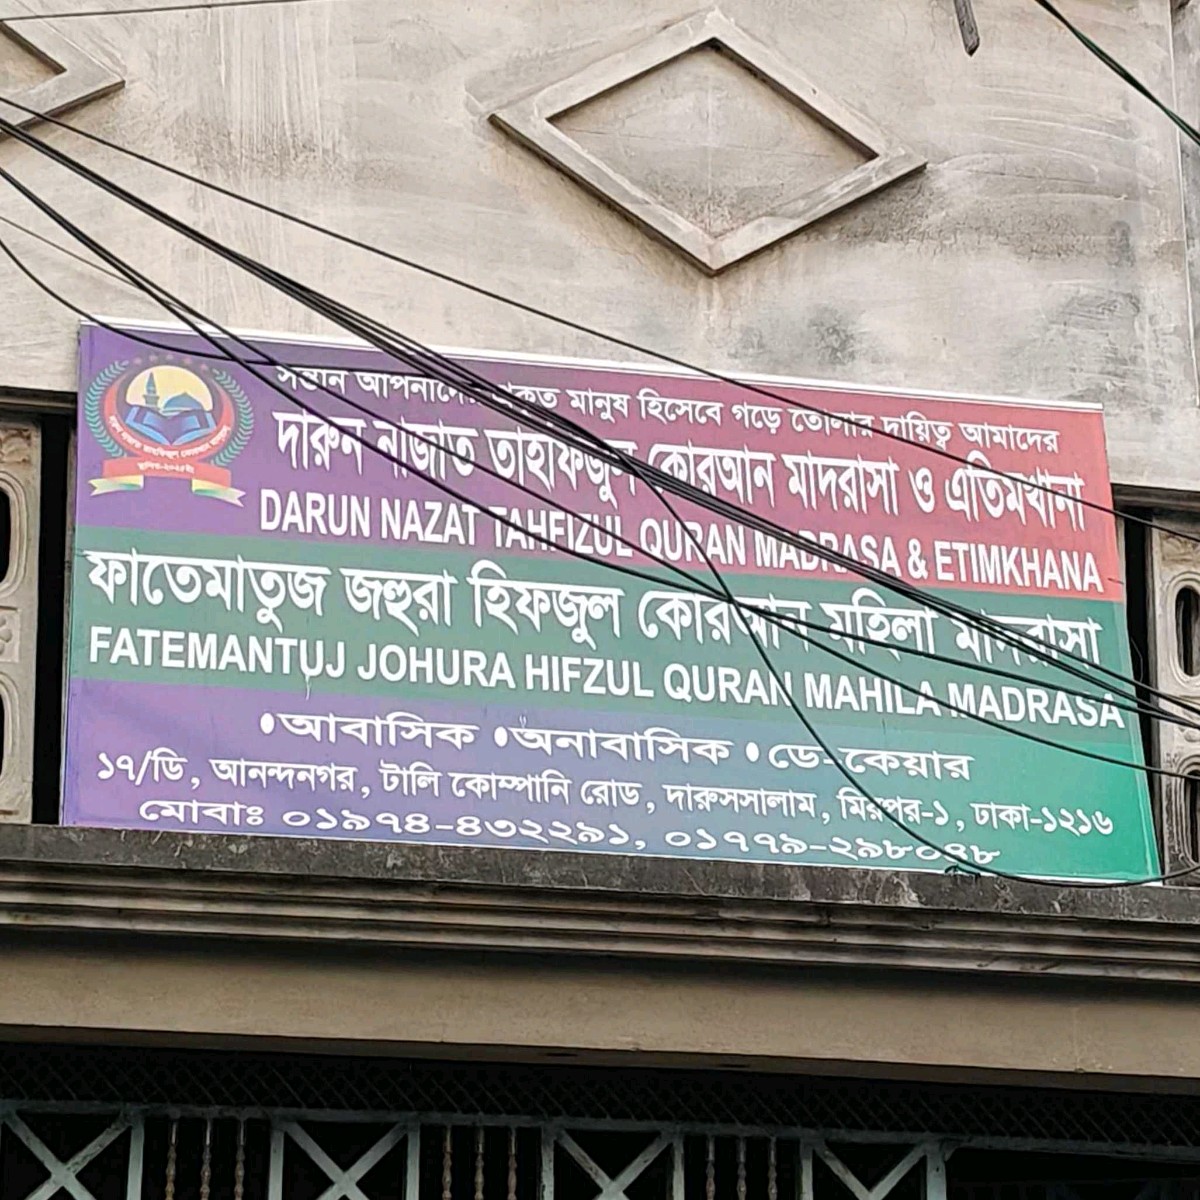 সন্তান আপনাদের প্রকৃত মানুষ হিসেবে গড়ে তোলার দায়িত্ব আমাদের
দারুন নাজাত তাহফিজুল কোরআন মাদরাসা ও এতিমখানা
DARUN NAZAT TAHFIZUL QURAN MADRASA & ETIMKHANA
ফাতেমাতুজ জহুরা হিফজুল কোরআন মহিলা মাদরাসা
FATEMANTUJ JOHURA HIFZUL QURAN MAHILA MADRASA
•আবাসিক •অনাবাসিক •ডে-কেয়ার
১৭/ডি, আনন্দনগর, টালি কোম্পানি রোড, দারুসসালাম, মিরপুর-১, ঢাকা-১২১৬
মোবাঃ ০১৯৭৪-৪৩২২৯১, ০১৭৭৯-২৯৮০৪৮